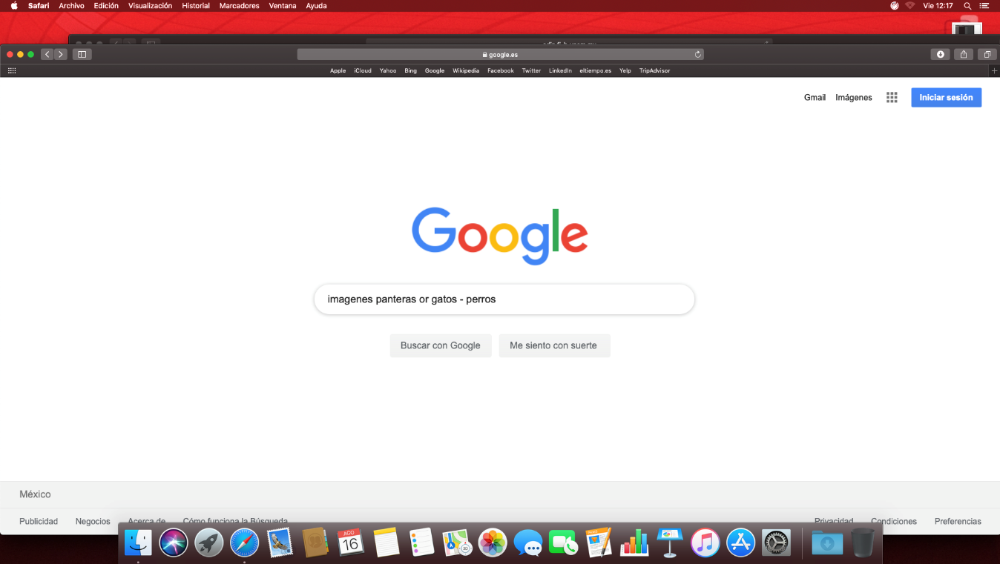 Safari Archivo Edición Visualización Historial Marcadores Ventana Ayuda Vie 12:17
google.es
Apple iCloud Yahoo Bing Google Wikipedia Facebook Twitter LinkedIn eltiempo.es Yelp TripAdvisor
Gmail Imágenes Iniciar sesión
Google
imagenes panteras or gatos - perros
Buscar con Google Me siento con suerte
México
Publicidad Negocios Acerca de Cómo funciona la Búsqueda Privacidad Condiciones Preferencias
AGO
16